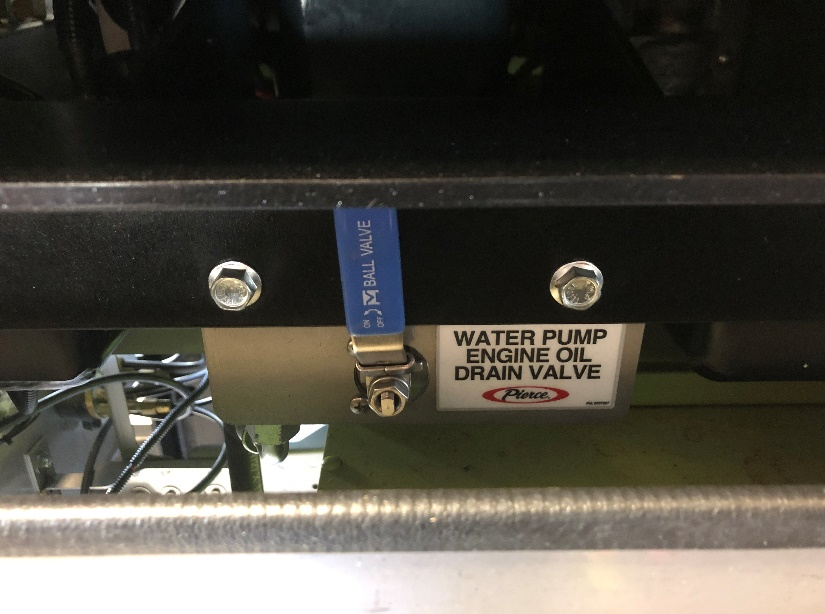 BALL VALVE
ON
OFF
WATER PUMP
ENGINE OIL
DRAIN VALVE
Pierce